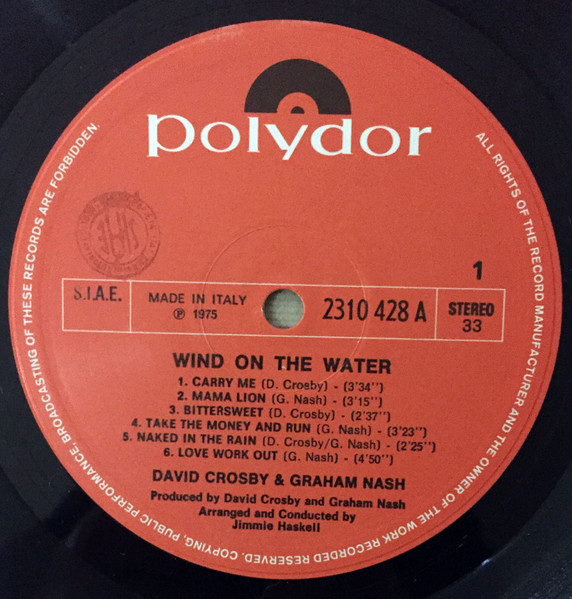 polydor
1
S.I.A.E.
MADE IN ITALY
℗ 1975
2310 428 A
STEREO
33
WIND ON THE WATER
1. CARRY ME (D. Crosby) - (3'34'')
2. MAMA LION (G. Nash) - (3'15'')
3. BITTERSWEET (D. Crosby) - (2'37'')
4. TAKE THE MONEY AND RUN (G. Nash) - (3'23'')
5. NAKED IN THE RAIN (D. Crosby/G. Nash) - (2'25'')
6. LOVE WORK OUT (G. Nash) - (4'50'')
DAVID CROSBY & GRAHAM NASH
Produced by David Crosby and Graham Nash
Arranged and Conducted by
Jimmie Haskell
ALL RIGHTS OF THE RECORD MANUFACTURER AND THE OWNER OF THE WORK RECORDED RESERVED. COPYING, PUBLIC PERFORMANCE, BROADCASTING OF THESE RECORDS ARE FORBIDDEN.